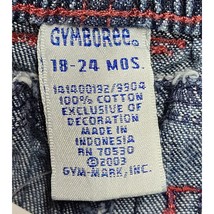 GYMBOREE®
18-24 MOS.
141400192/9904
100% COTTON
EXCLUSIVE OF
DECORATION
MADE IN
INDONESIA
RN 70530
©2003
GYM-MARK, INC.